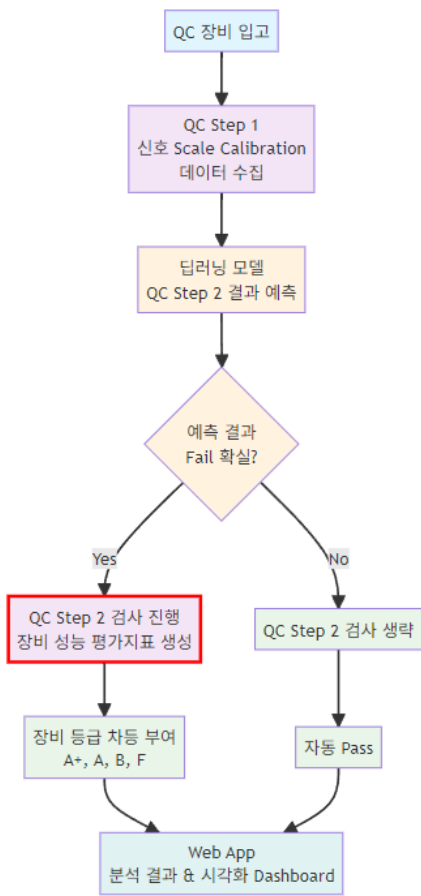 QC 장비 입고
QC Step 1
신호 Scale Calibration
데이터 수집
딥러닝 모델
QC Step 2 결과 예측
예측 결과
Fail 확실?
Yes
No
QC Step 2 검사 진행
장비 성능 평가지표 생성
QC Step 2 검사 생략
장비 등급 차등 부여
A+, A, B, F
자동 Pass
Web App
분석 결과 & 시각화 Dashboard